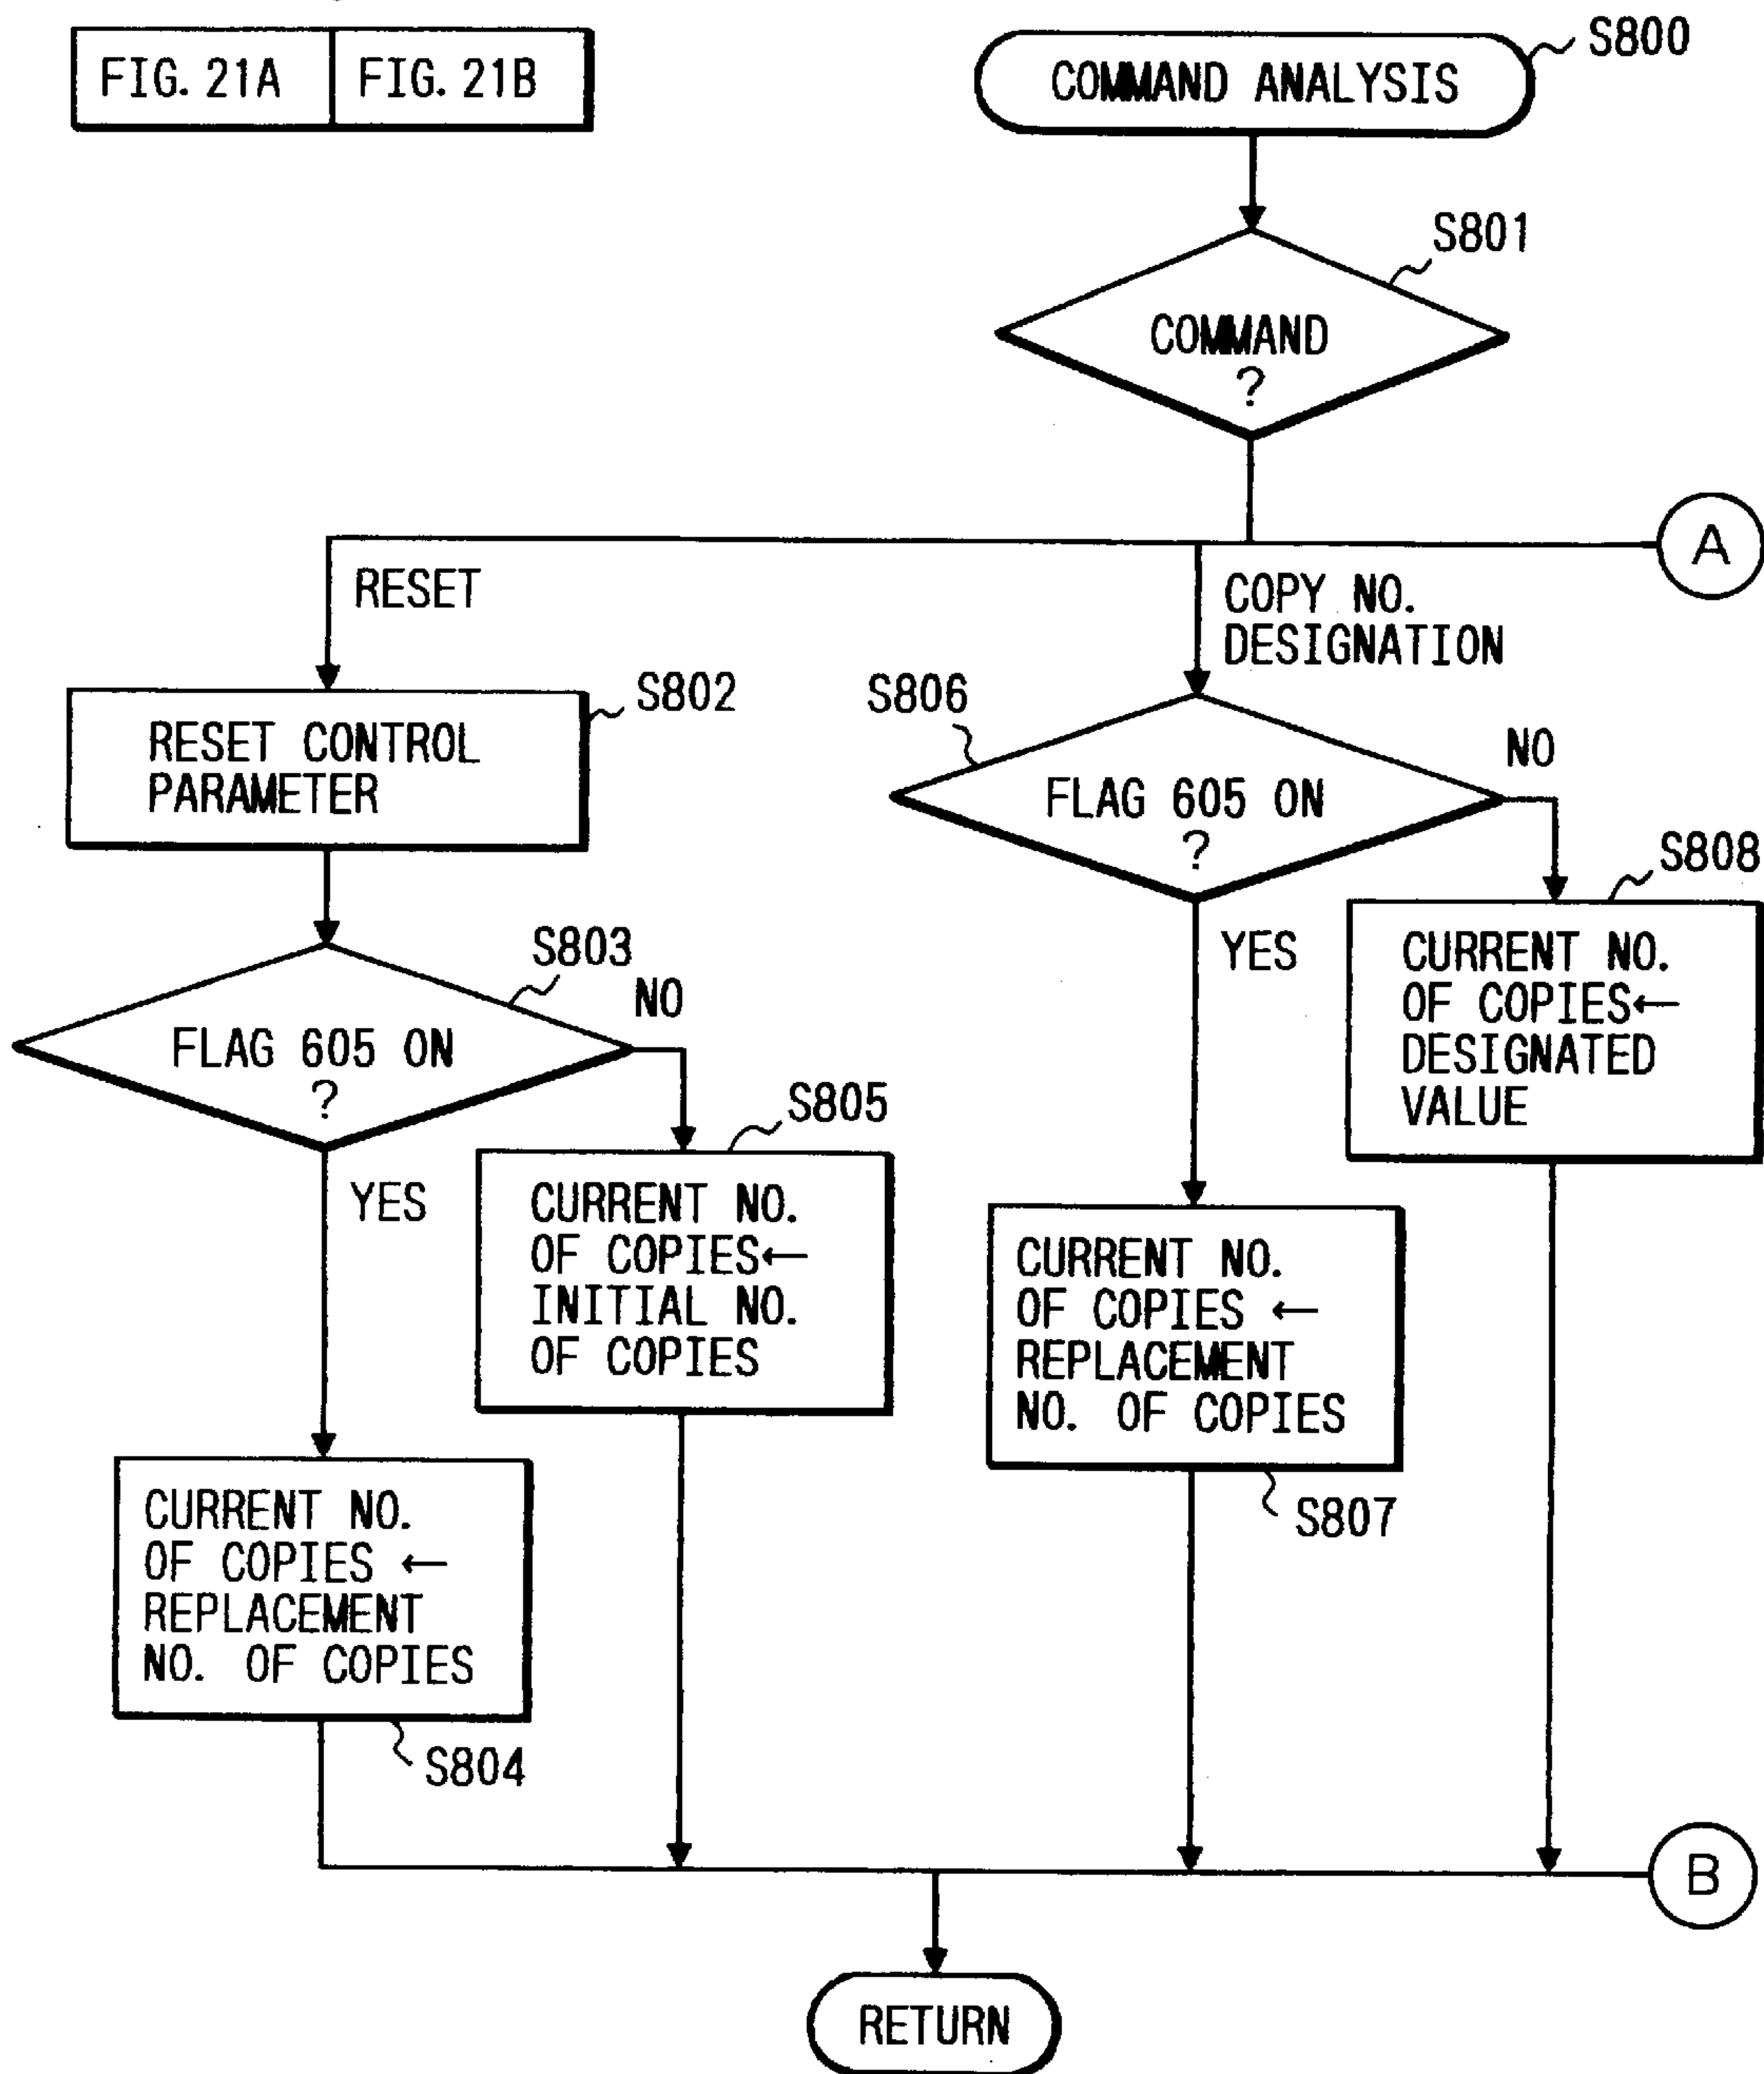 FIG. 21A FIG. 21B
COMMAND ANALYSIS
S800
S801
COMMAND
?
A
RESET
COPY NO.
DESIGNATION
S802
RESET CONTROL
PARAMETER
S806
FLAG 605 ON
?
NO
YES
S808
CURRENT NO.
OF COPIES←
DESIGNATED
VALUE
S803
FLAG 605 ON
?
NO
YES
S805
CURRENT NO.
OF COPIES←
INITIAL NO.
OF COPIES
CURRENT NO.
OF COPIES ←
REPLACEMENT
NO. OF COPIES
S807
CURRENT NO.
OF COPIES ←
REPLACEMENT
NO. OF COPIES
S804
B
RETURN